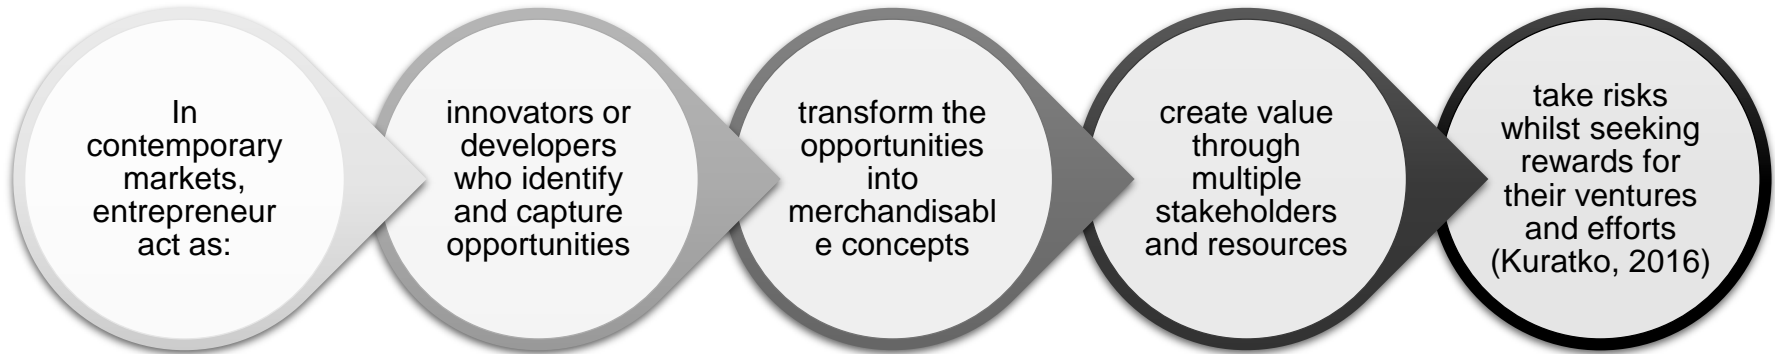 In
contemporary
markets,
entrepreneur
act as:
innovators or
developers
who identify
and capture
opportunities
transform the
opportunities
into
merchandisabl
e concepts
create value
through
multiple
stakeholders
and resources
take risks
whilst seeking
rewards for
their ventures
and efforts
(Kuratko, 2016)